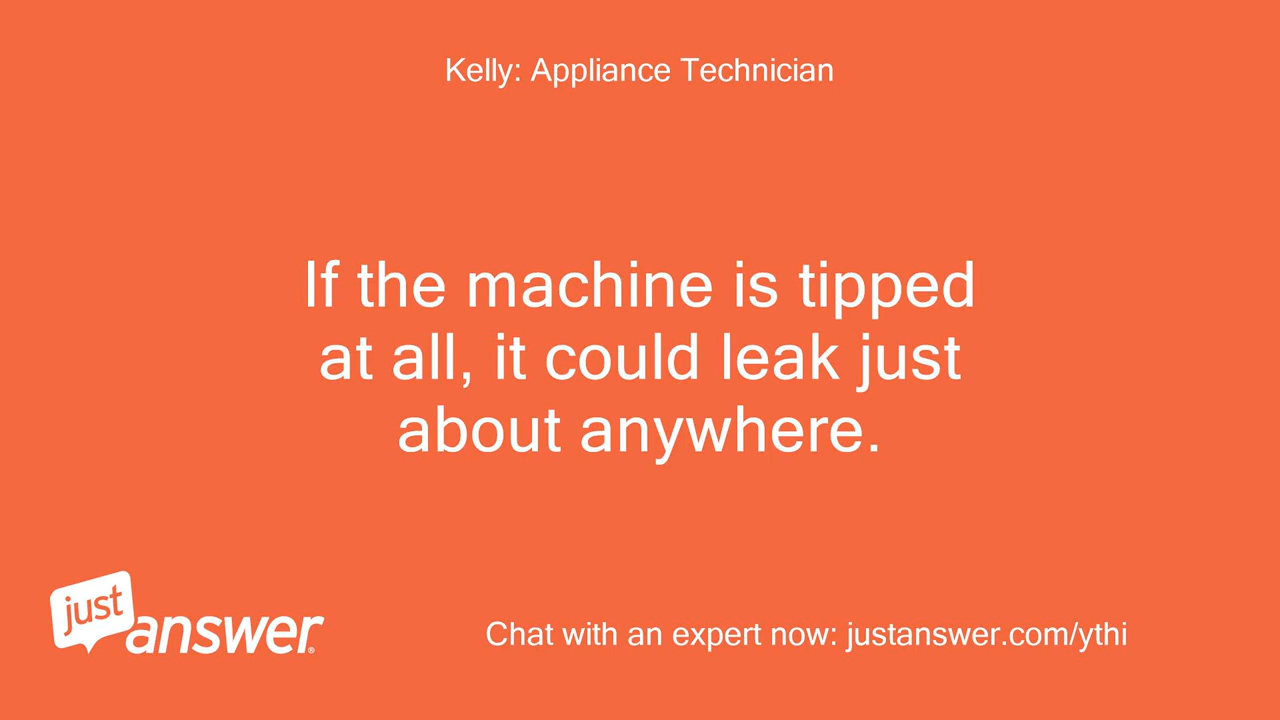 Kelly: Appliance Technician
If the machine is tipped
at all, it could leak just
about anywhere.
just
answer®
Chat with an expert now: justanswer.com/ythi